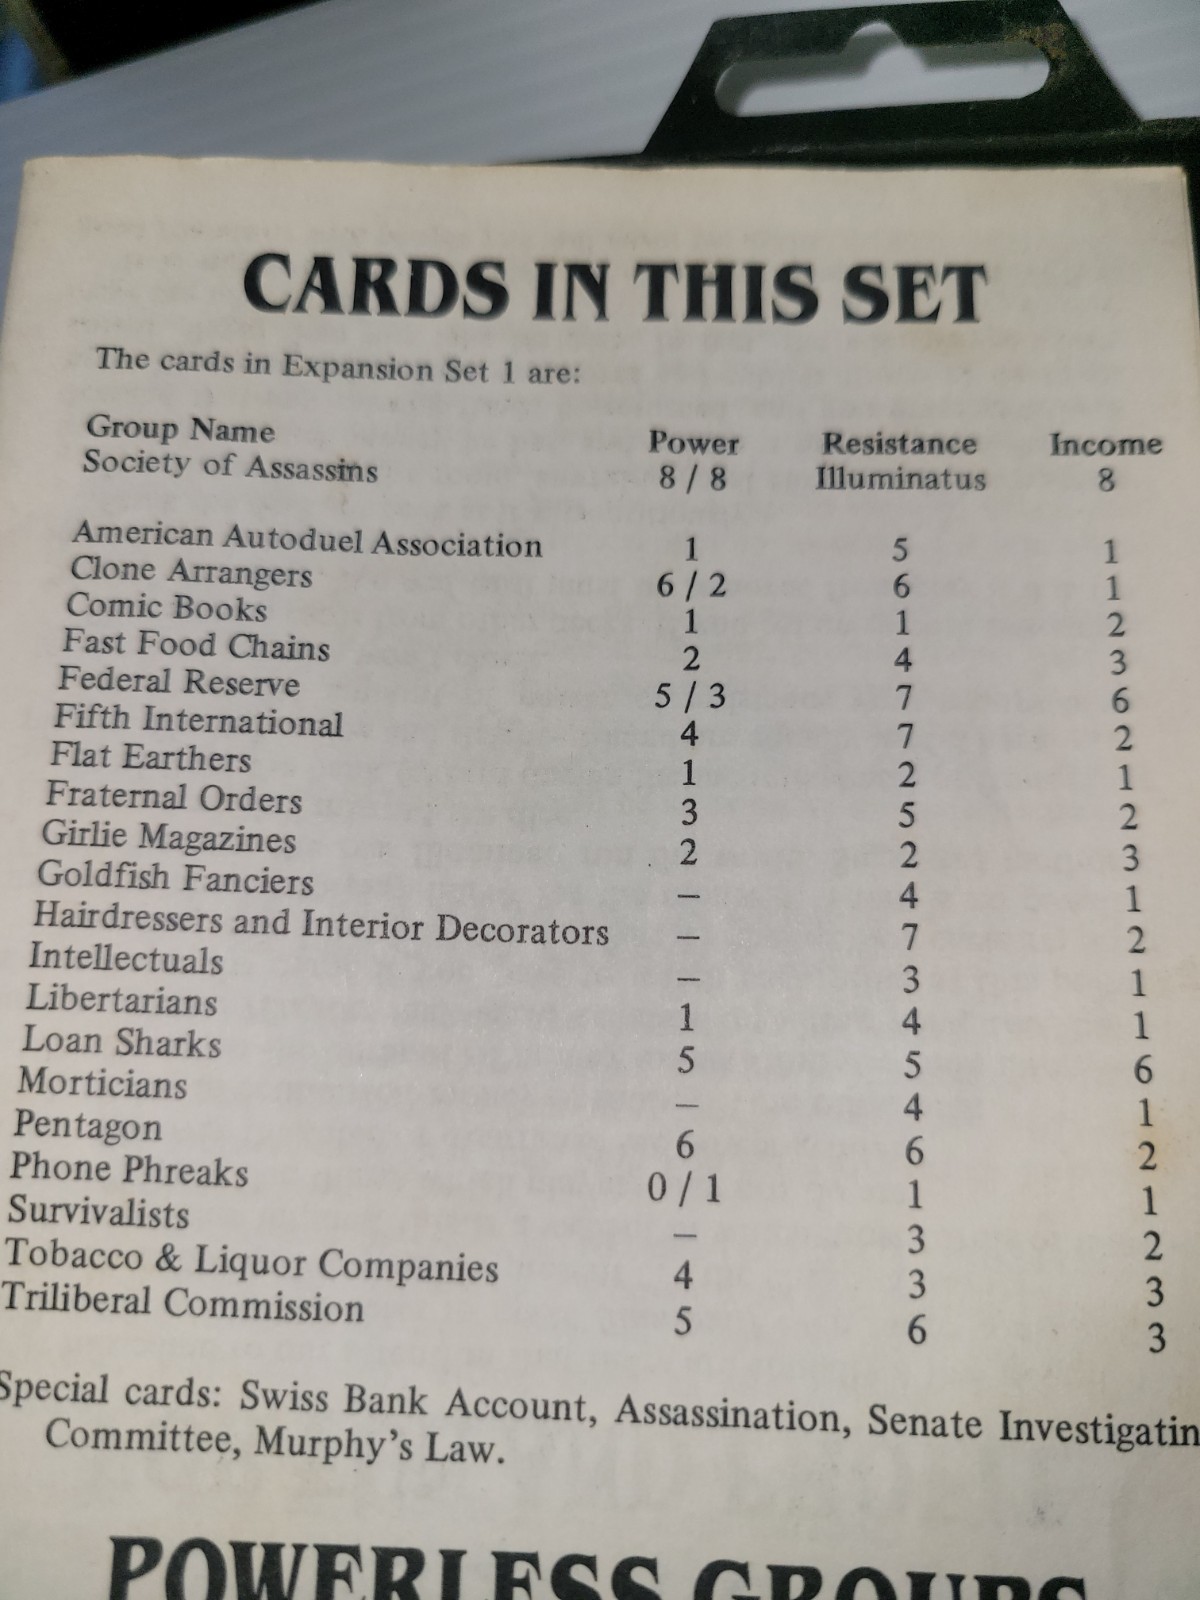 CARDS IN THIS SET
The cards in Expansion Set 1 are:
Group Name Power Resistance Income
Society of Assassins 8 / 8 Illuminatus 8
American Autoduel Association 1 5 1
Clone Arrangers 6 / 2 6 1
Comic Books 1 1 2
Fast Food Chains 2 4 3
Federal Reserve 5 / 3 7 6
Fifth International 4 7 2
Flat Earthers 1 2 1
Fraternal Orders 3 5 2
Girlie Magazines 2 2 3
Goldfish Fanciers — 4 1
Hairdressers and Interior Decorators — 7 2
Intellectuals — 3 1
Libertarians 1 4 1
Loan Sharks 5 5 6
Morticians — 4 1
Pentagon 6 6 2
Phone Phreaks 0 / 1 1 1
Survivalists — 3 2
Tobacco & Liquor Companies 4 3 3
Triliberal Commission 5 6 3
Special cards: Swiss Bank Account, Assassination, Senate Investigatin
Committee, Murphy's Law.
POWERLESS GROUPS